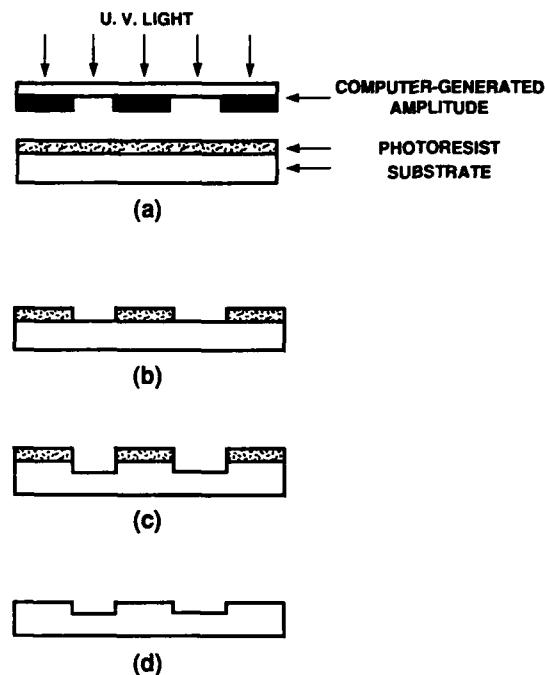 U. V. LIGHT
COMPUTER-GENERATED
AMPLITUDE
PHOTORESIST
SUBSTRATE
(a)
(b)
(c)
(d)